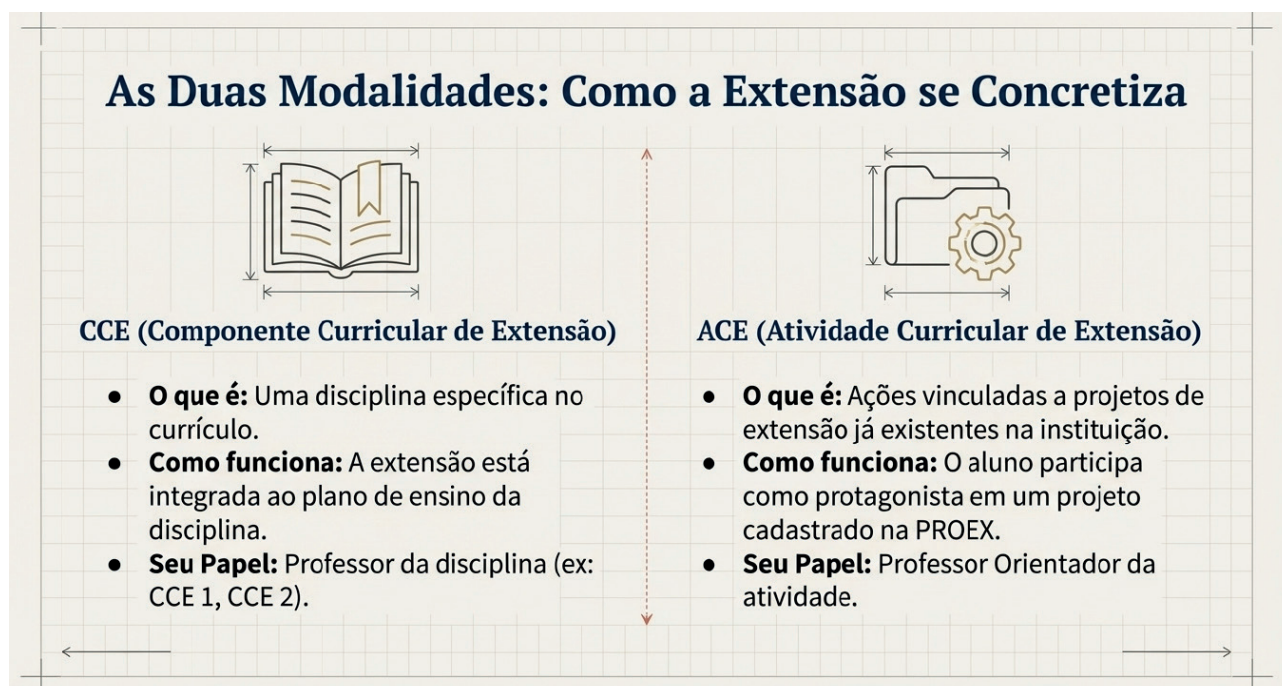 As Duas Modalidades: Como a Extensão se Concretiza
CCE (Componente Curricular de Extensão)
● O que é: Uma disciplina específica no
currículo.
● Como funciona: A extensão está
integrada ao plano de ensino da
disciplina.
● Seu Papel: Professor da disciplina (ex:
CCE 1, CCE 2).
ACE (Atividade Curricular de Extensão)
● O que é: Ações vinculadas a projetos de
extensão já existentes na instituição.
● Como funciona: O aluno participa
como protagonista em um projeto
cadastrado na PROEX.
● Seu Papel: Professor Orientador da
atividade.